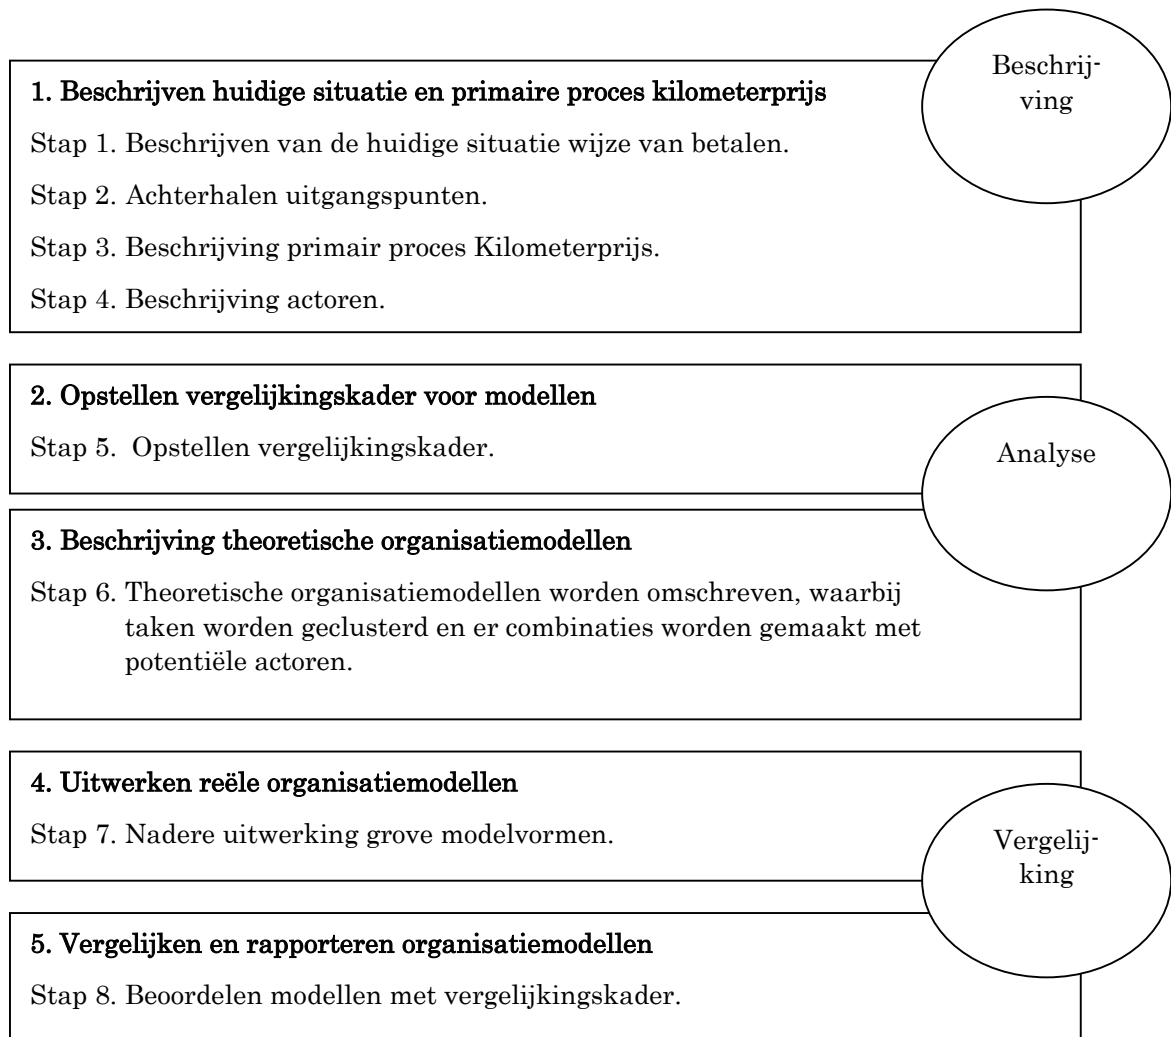 Beschrij-
ving
1. Beschrijven huidige situatie en primaire proces kilometerprijs
Stap 1. Beschrijven van de huidige situatie wijze van betalen.
Stap 2. Achterhalen uitgangspunten.
Stap 3. Beschrijving primair proces Kilometerprijs.
Stap 4. Beschrijving actoren.
2. Opstellen vergelijkingskader voor modellen
Stap 5. Opstellen vergelijkingskader.
Analyse
3. Beschrijving theoretische organisatiemodellen
Stap 6. Theoretische organisatiemodellen worden omschreven, waarbij
taken worden geclusterd en er combinaties worden gemaakt met
potentiële actoren.
4. Uitwerken reële organisatiemodellen
Stap 7. Nadere uitwerking grove modelvormen.
Vergelij-
king
5. Vergelijken en rapporteren organisatiemodellen
Stap 8. Beoordelen modellen met vergelijkingskader.